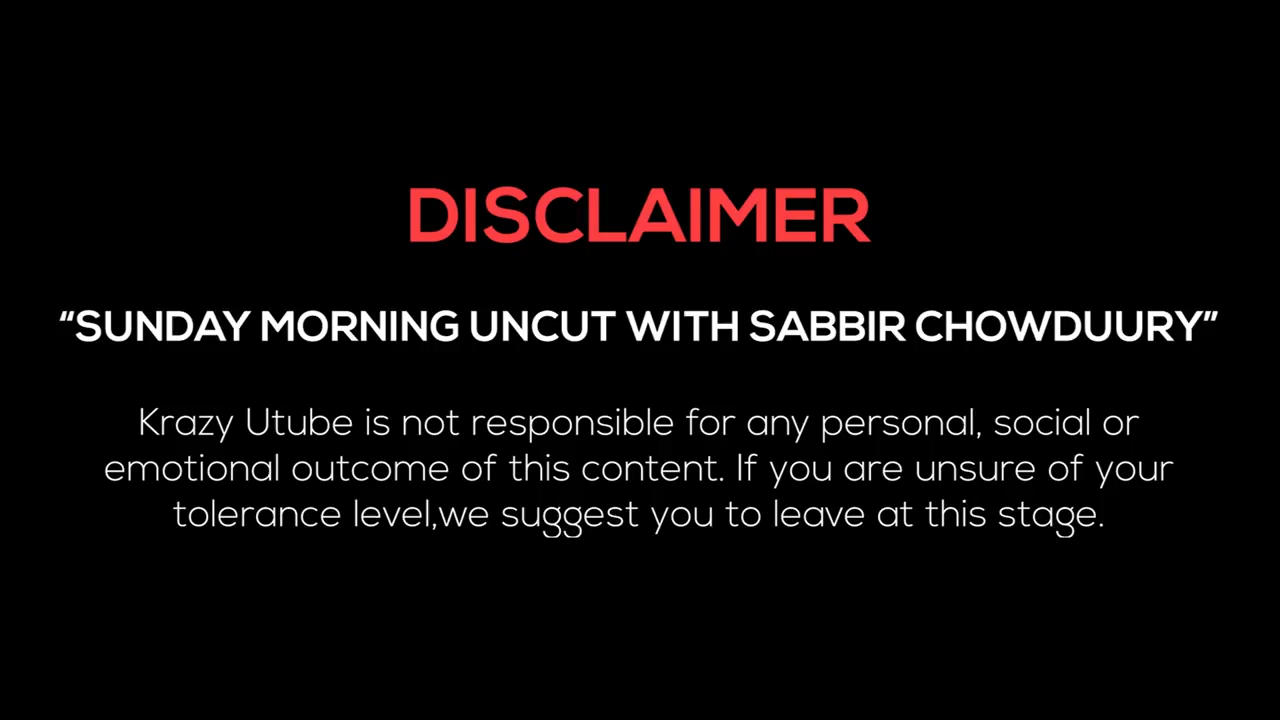 DISCLAIMER
“SUNDAY MORNING UNCUT WITH SABBIR CHOWDUURY”
Krazy Utube is not responsible for any personal, social or
emotional outcome of this content. If you are unsure of your
tolerance level,we suggest you to leave at this stage.